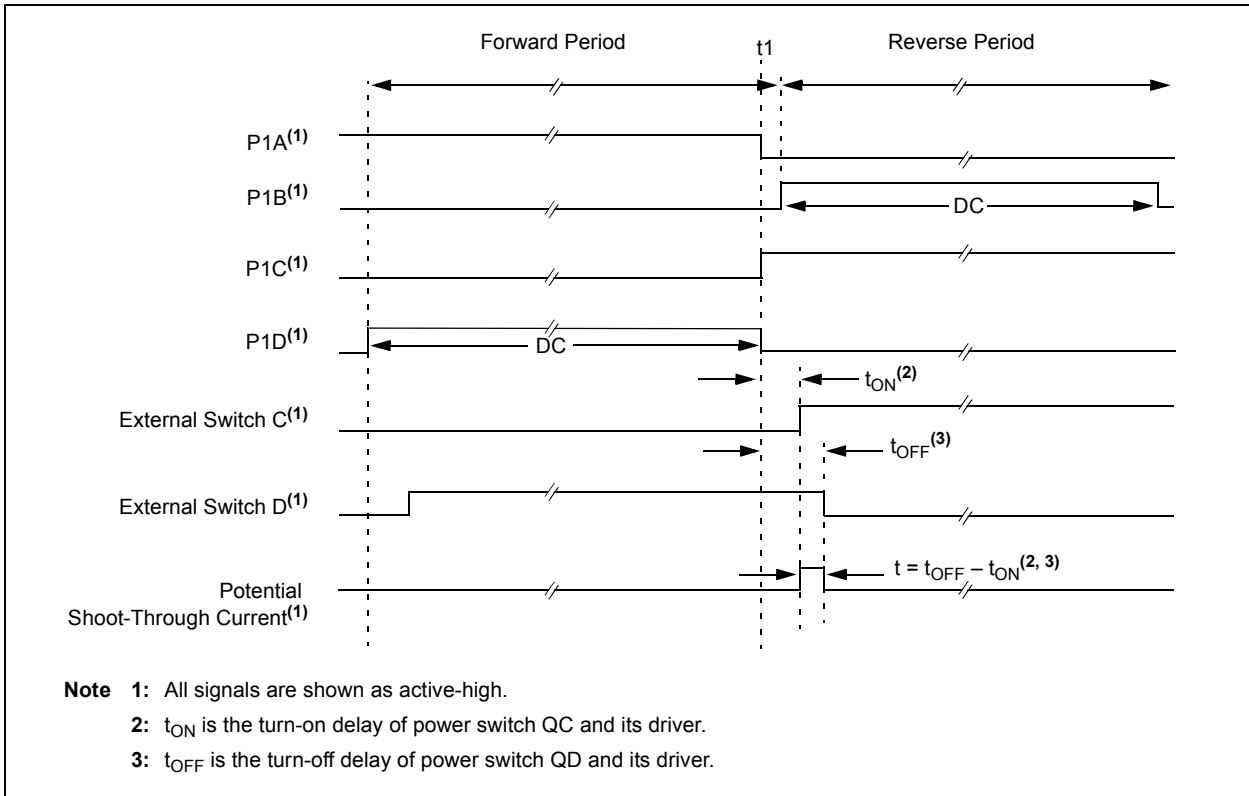 Forward Period
t1
Reverse Period
P1A(1)
P1B(1)
DC
P1C(1)
P1D(1)
DC
tON(2)
External Switch C(1)
tOFF(3)
External Switch D(1)
t = tOFF – tON(2, 3)
Potential
Shoot-Through Current(1)
Note 1: All signals are shown as active-high.
2: tON is the turn-on delay of power switch QC and its driver.
3: tOFF is the turn-off delay of power switch QD and its driver.